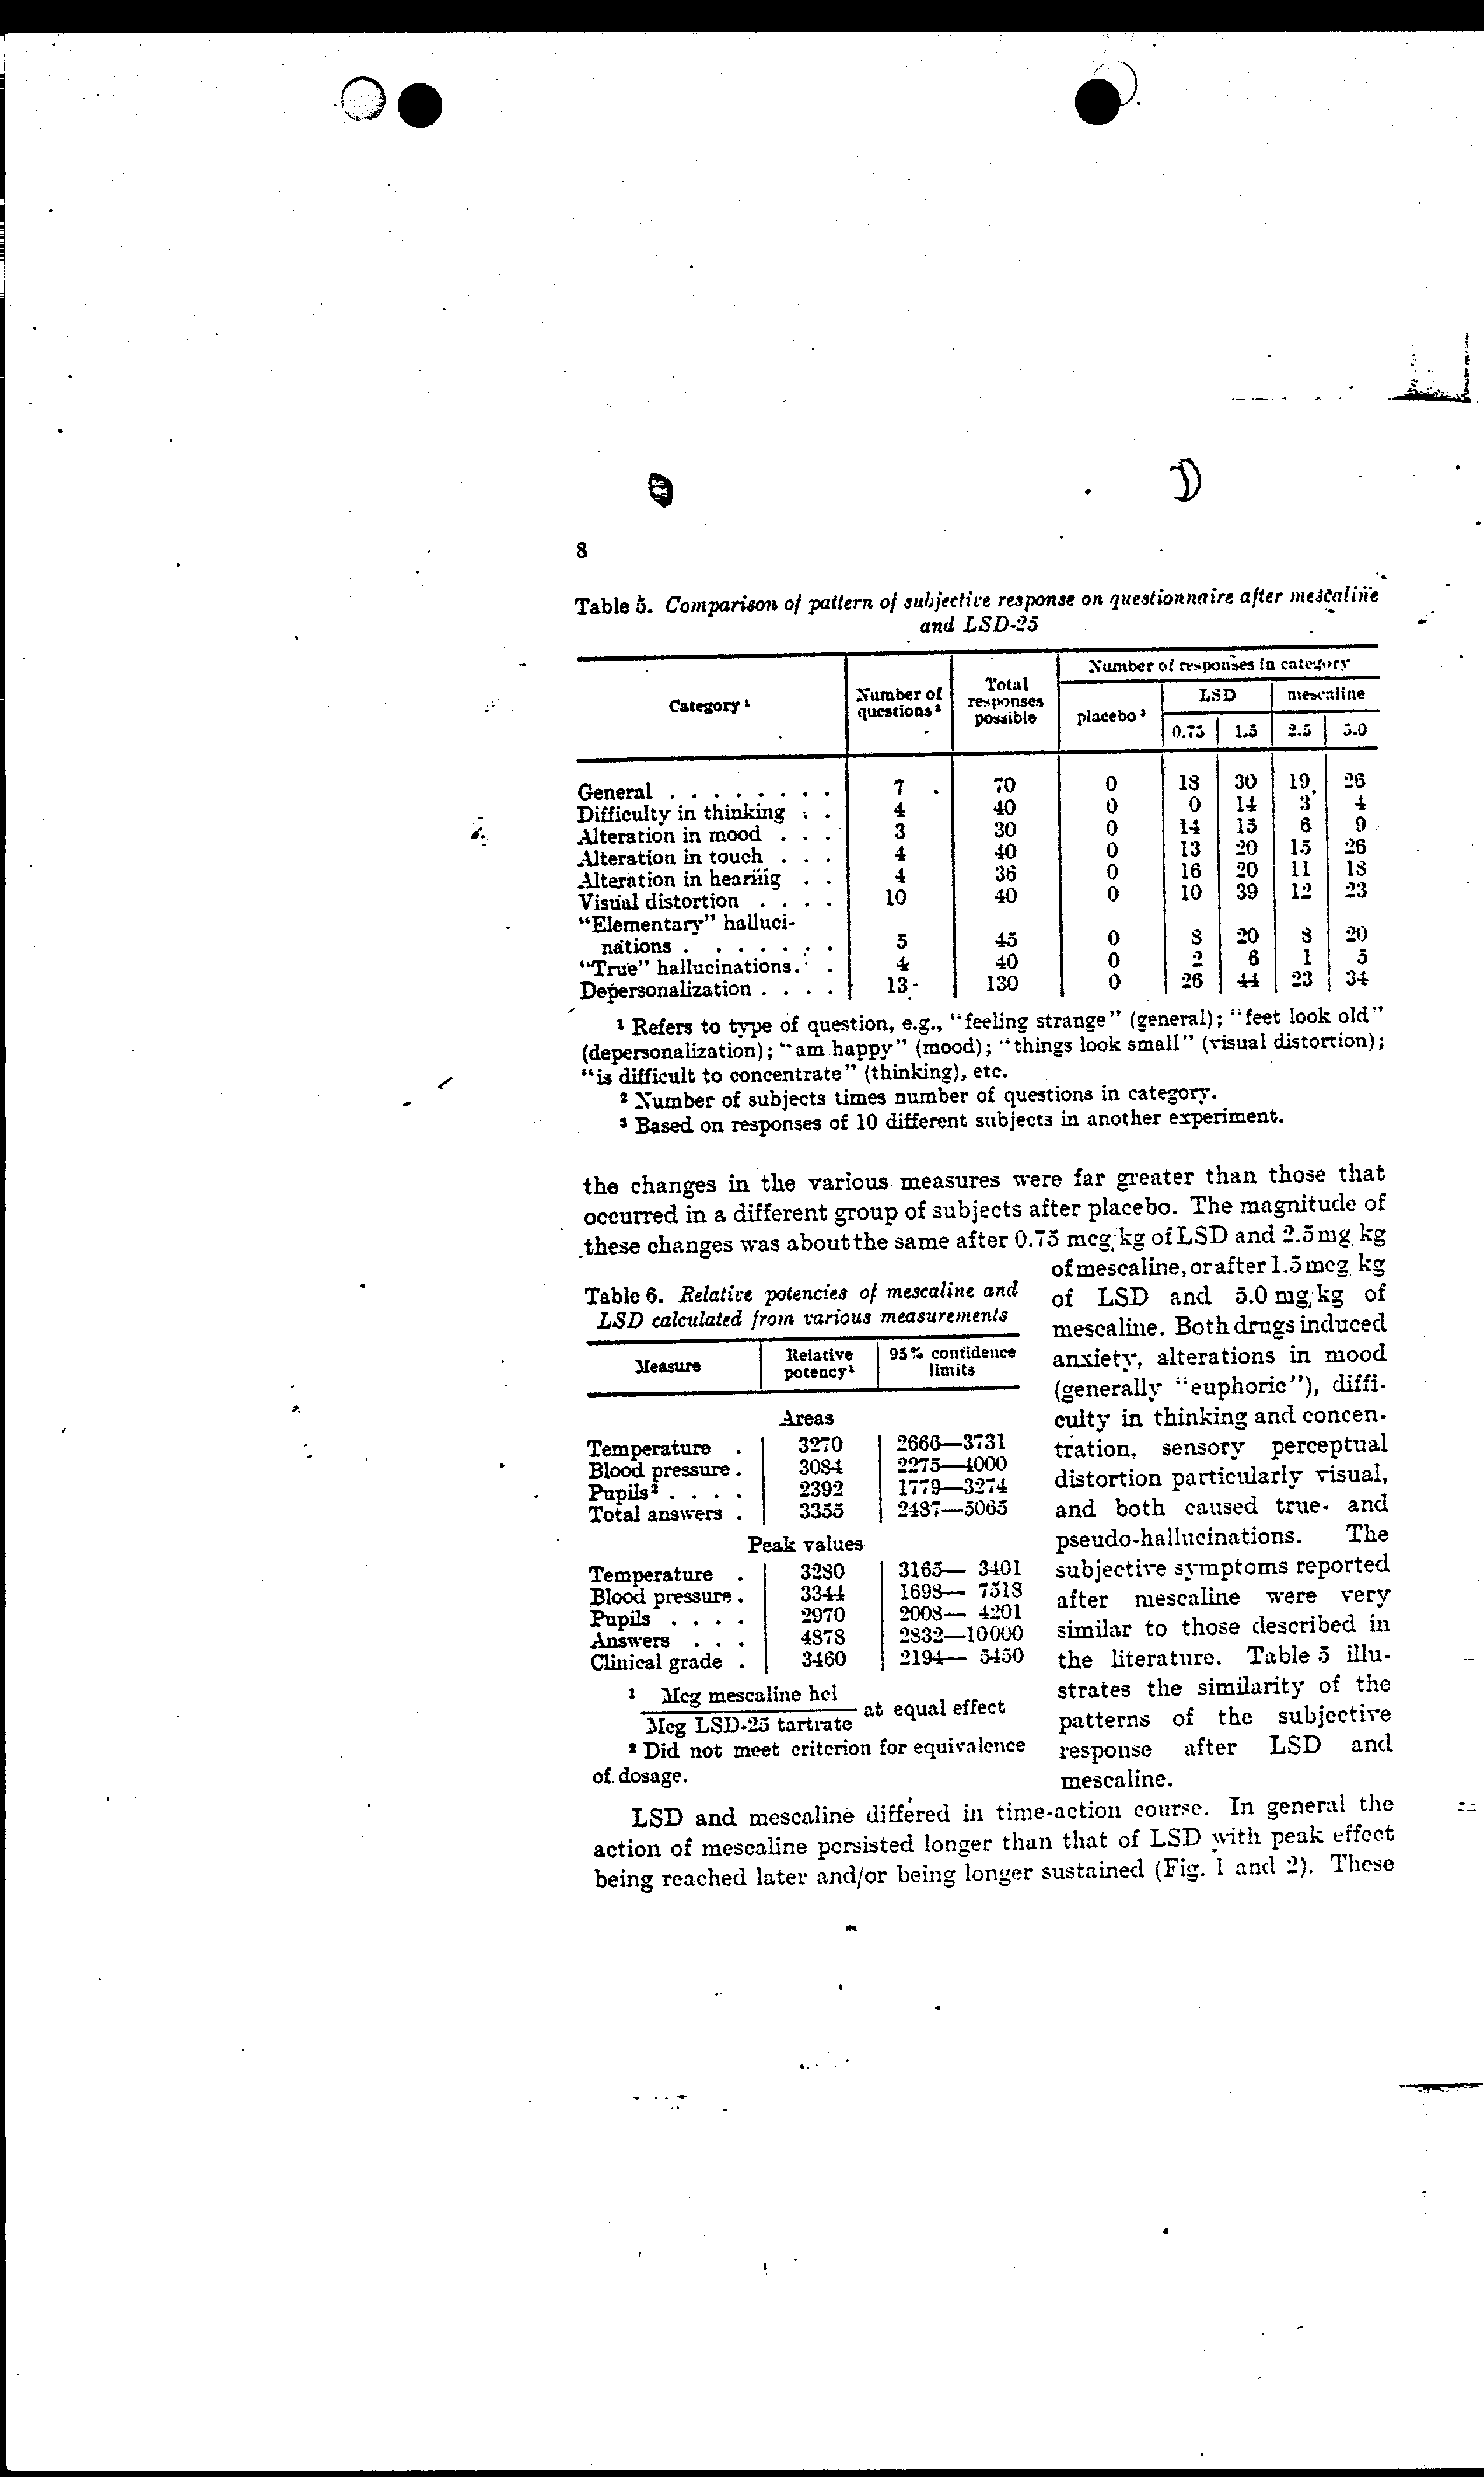 8
Table 5. Comparison of pattern of subjective response on questionnaire after mescaline
and LSD-25
Category ¹ Number of questions ² Total responses possible Number of responses in category
placebo ³ LSD mescaline
0.75 1.5 2.5 5.0
General . . . . . . . . 7 70 0 18 30 19 26
Difficulty in thinking . . 4 40 0 0 14 3 4
Alteration in mood . . . 3 30 0 14 15 6 9
Alteration in touch . . . 4 40 0 13 20 15 26
Alteration in hearing . . 4 36 0 16 20 11 18
Visual distortion . . . . 10 40 0 10 39 12 23
“Elementary” halluci-
nations . . . . . . . 5 45 0 8 20 8 20
“True” hallucinations. . 4 40 0 2 6 1 5
Depersonalization . . . . 13 130 0 26 44 23 34
¹ Refers to type of question, e.g., “feeling strange” (general); “feet look old”
(depersonalization); “am happy” (mood); “things look small” (visual distortion);
“is difficult to concentrate” (thinking), etc.
² Number of subjects times number of questions in category.
³ Based on responses of 10 different subjects in another experiment.
the changes in the various measures were far greater than those that
occurred in a different group of subjects after placebo. The magnitude of
these changes was about the same after 0.75 mcg/kg of LSD and 2.5 mg/kg
of mescaline, or after 1.5 mcg/kg
of LSD and 5.0 mg/kg of
mescaline. Both drugs induced
anxiety, alterations in mood
(generally “euphoric”), diffi-
culty in thinking and concen-
tration, sensory perceptual
distortion particularly visual,
and both caused true- and
pseudo-hallucinations. The
subjective symptoms reported
after mescaline were very
similar to those described in
the literature. Table 5 illu-
strates the similarity of the
patterns of the subjective
response after LSD and
mescaline.
Table 6. Relative potencies of mescaline and
LSD calculated from various measurements
Measure Relative potency¹ 95% confidence limits
Areas
Temperature . 3270 2666—3731
Blood pressure . 3084 2275—4000
Pupils² . . . . 2392 1779—3274
Total answers . 3355 2487—5065
Peak values
Temperature . 3280 3165— 3401
Blood pressure . 3344 1698— 7518
Pupils . . . . 2970 2008— 4201
Answers . . . 4878 2832—10000
Clinical grade . 3460 2194— 5450
¹ Mcg mescaline hcl
Mcg LSD-25 tartrate at equal effect
² Did not meet criterion for equivalence
of dosage.
LSD and mescaline differed in time-action course. In general the
action of mescaline persisted longer than that of LSD with peak effect
being reached later and/or being longer sustained (Fig. 1 and 2). These